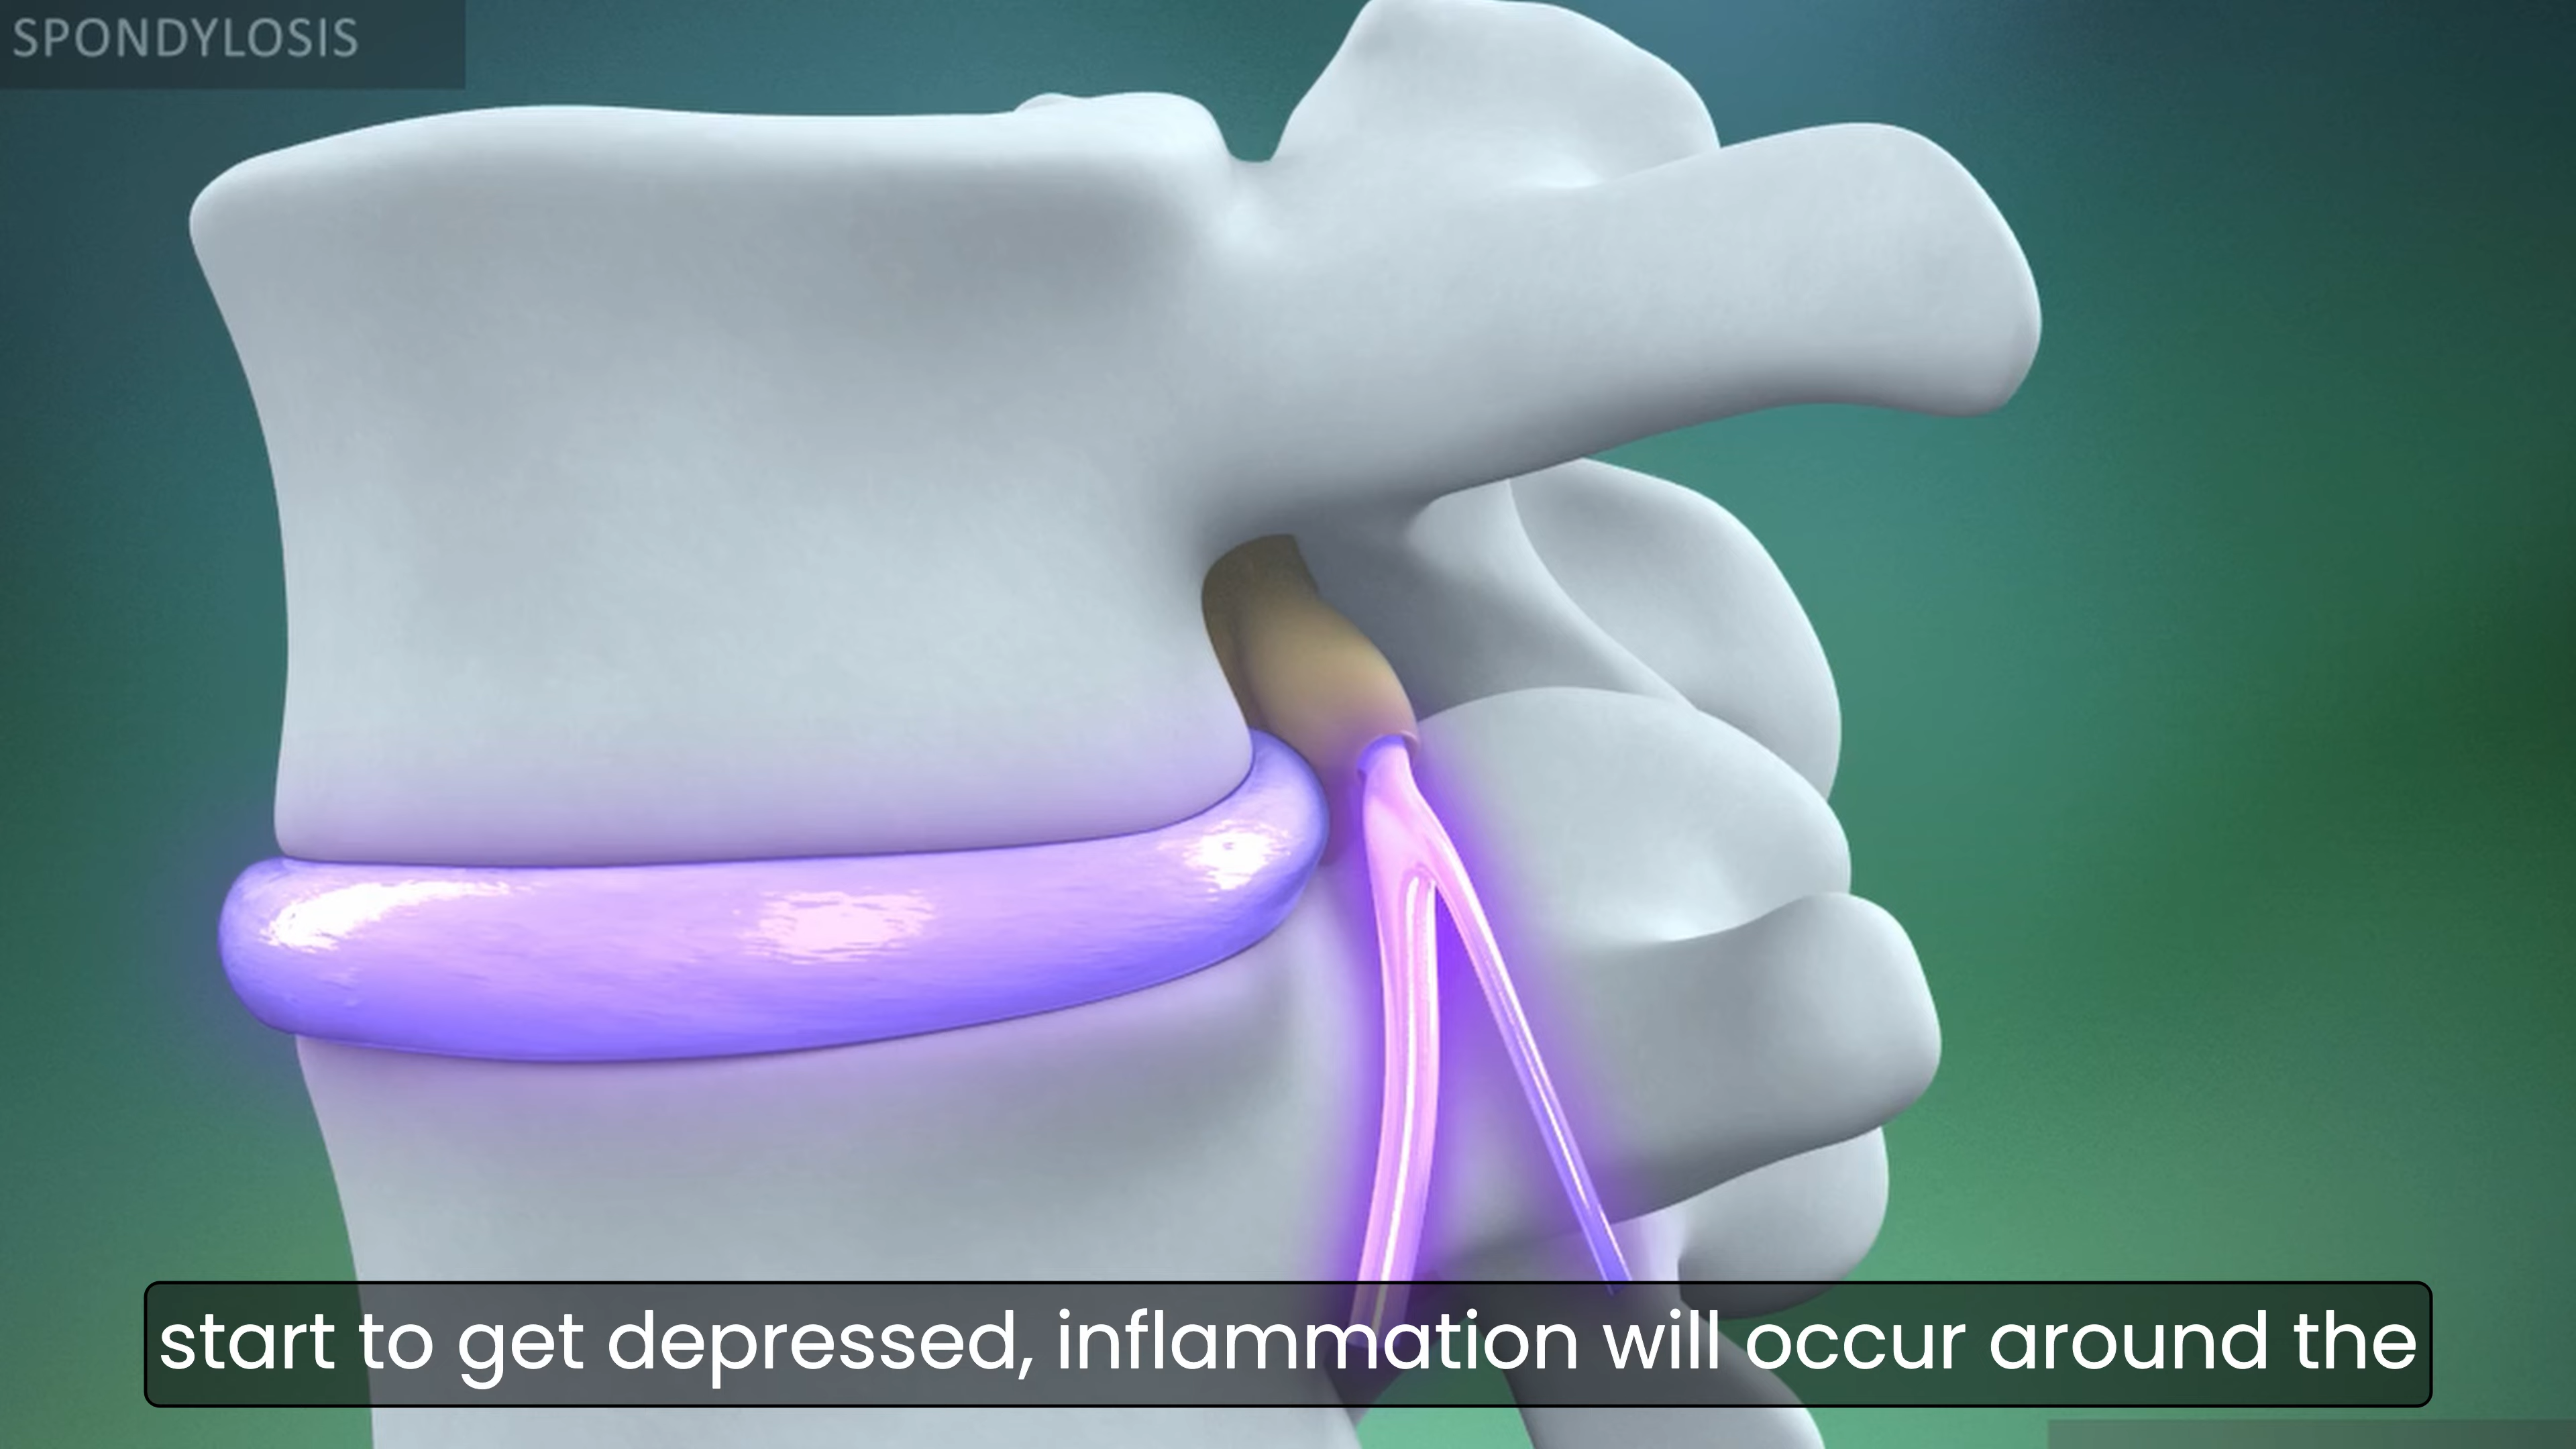 SPONDYLOSIS
start to get depressed, inflammation will occur around the